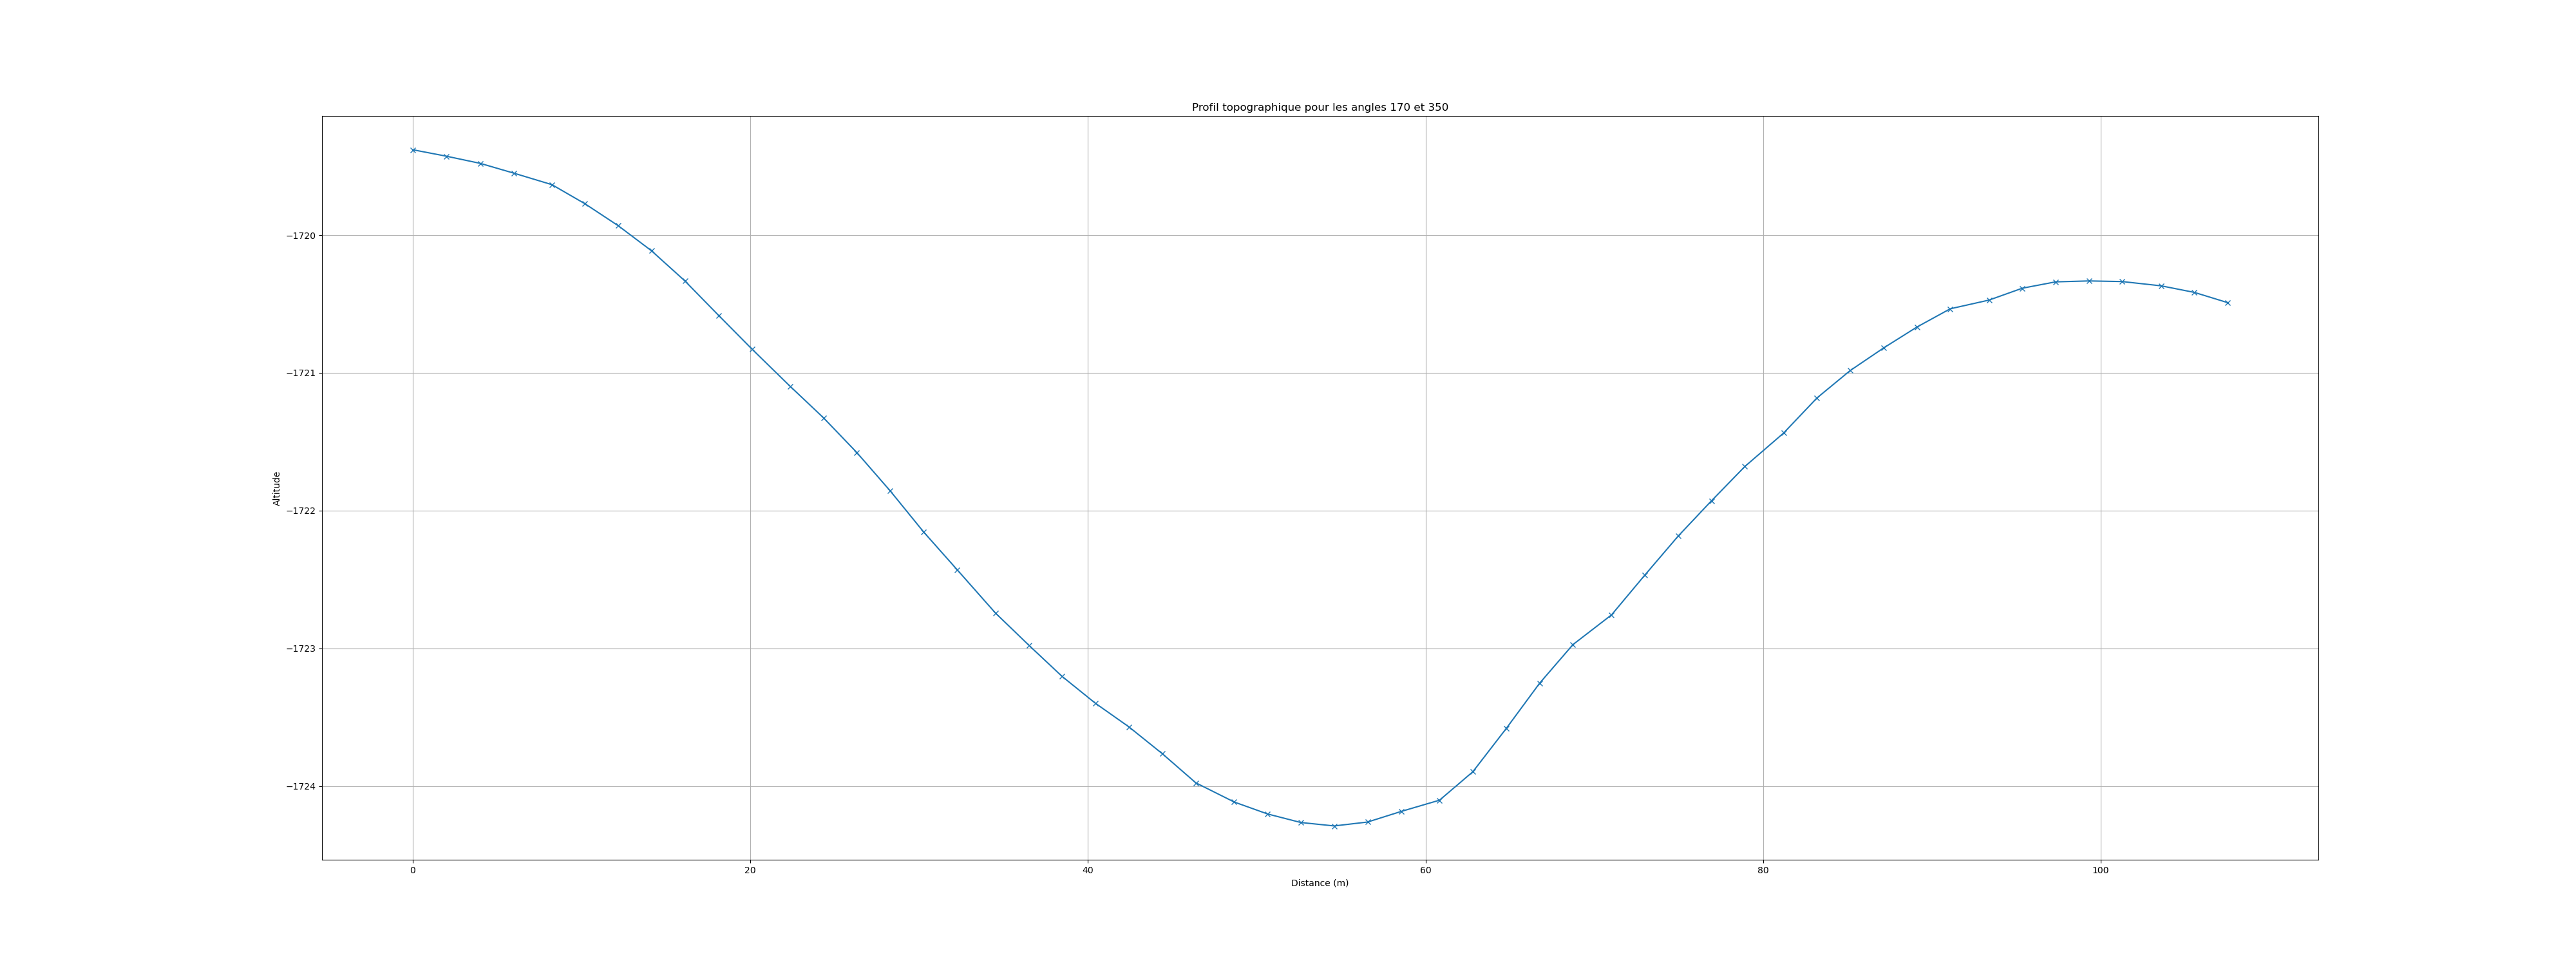 Profil topographique pour les angles 170 et 350
Altitude
−1720
−1721
−1722
−1723
−1724
0 20 40 60 80 100
Distance (m)